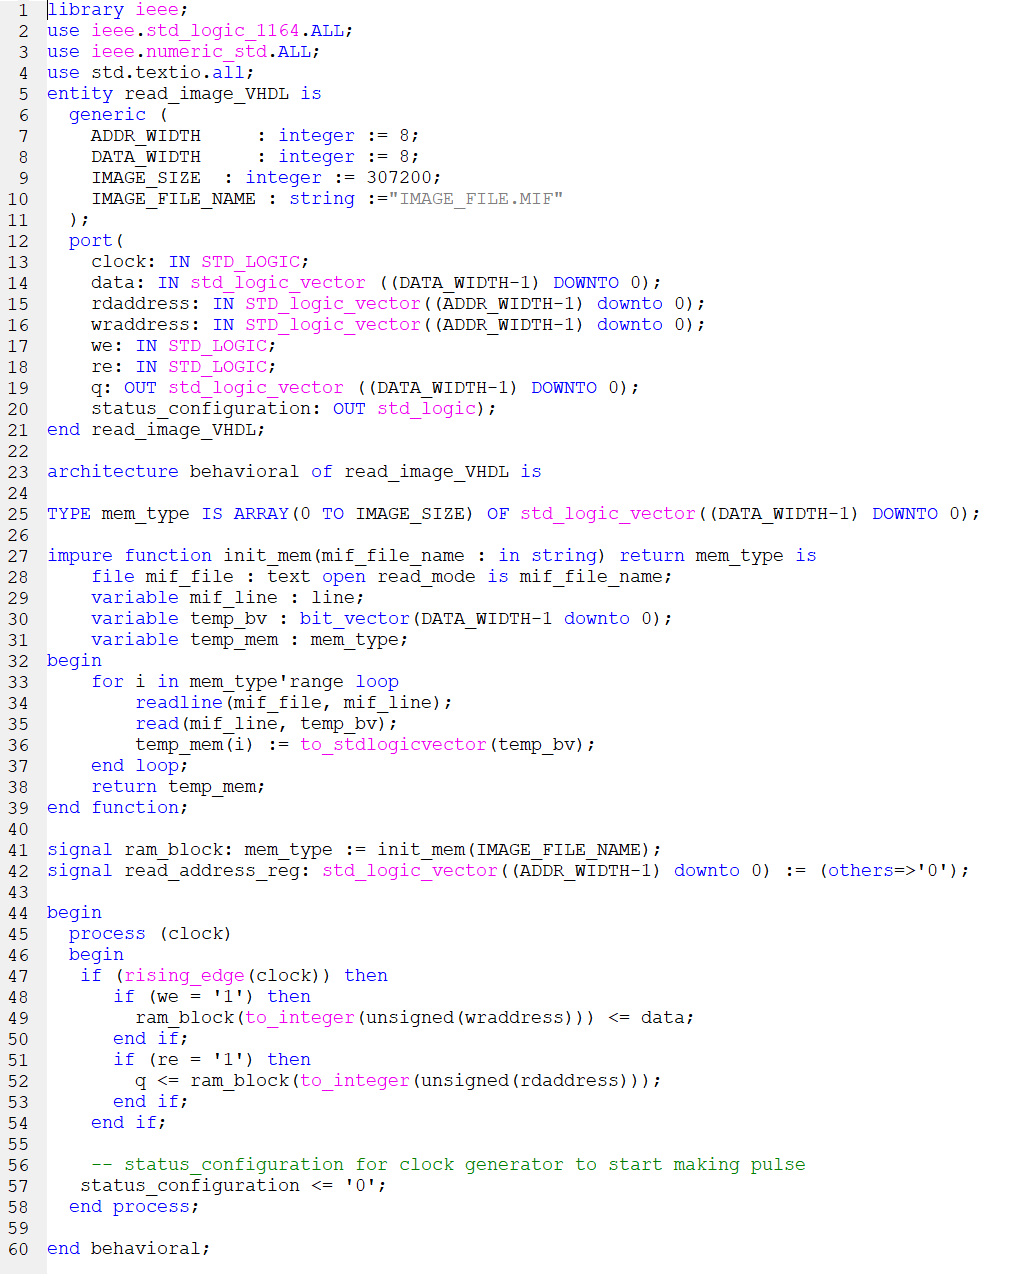 1 library ieee;
2 use ieee.std_logic_1164.ALL;
3 use ieee.numeric_std.ALL;
4 use std.textio.all;
5 entity read_image_VHDL is
6   generic (
7     ADDR_WIDTH     : integer := 8;
8     DATA_WIDTH     : integer := 8;
9     IMAGE_SIZE  : integer := 307200;
10     IMAGE_FILE_NAME : string :="IMAGE_FILE.MIF"
11   );
12   port(
13     clock: IN STD_LOGIC;
14     data: IN std_logic_vector ((DATA_WIDTH-1) DOWNTO 0);
15     rdaddress: IN STD_logic_vector((ADDR_WIDTH-1) downto 0);
16     wraddress: IN STD_logic_vector((ADDR_WIDTH-1) downto 0);
17     we: IN STD_LOGIC;
18     re: IN STD_LOGIC;
19     q: OUT std_logic_vector ((DATA_WIDTH-1) DOWNTO 0);
20     status_configuration: OUT std_logic);
21 end read_image_VHDL;
22
23 architecture behavioral of read_image_VHDL is
24
25 TYPE mem_type IS ARRAY(0 TO IMAGE_SIZE) OF std_logic_vector((DATA_WIDTH-1) DOWNTO 0);
26
27 impure function init_mem(mif_file_name : in string) return mem_type is
28     file mif_file : text open read_mode is mif_file_name;
29     variable mif_line : line;
30     variable temp_bv : bit_vector(DATA_WIDTH-1 downto 0);
31     variable temp_mem : mem_type;
32 begin
33     for i in mem_type'range loop
34         readline(mif_file, mif_line);
35         read(mif_line, temp_bv);
36         temp_mem(i) := to_stdlogicvector(temp_bv);
37     end loop;
38     return temp_mem;
39 end function;
40
41 signal ram_block: mem_type := init_mem(IMAGE_FILE_NAME);
42 signal read_address_reg: std_logic_vector((ADDR_WIDTH-1) downto 0) := (others=>'0');
43
44 begin
45   process (clock)
46   begin
47    if (rising_edge(clock)) then
48       if (we = '1') then
49         ram_block(to_integer(unsigned(wraddress))) <= data;
50       end if;
51       if (re = '1') then
52         q <= ram_block(to_integer(unsigned(rdaddress)));
53       end if;
54     end if;
55
56     -- status_configuration for clock generator to start making pulse
57    status_configuration <= '0';
58   end process;
59
60 end behavioral;